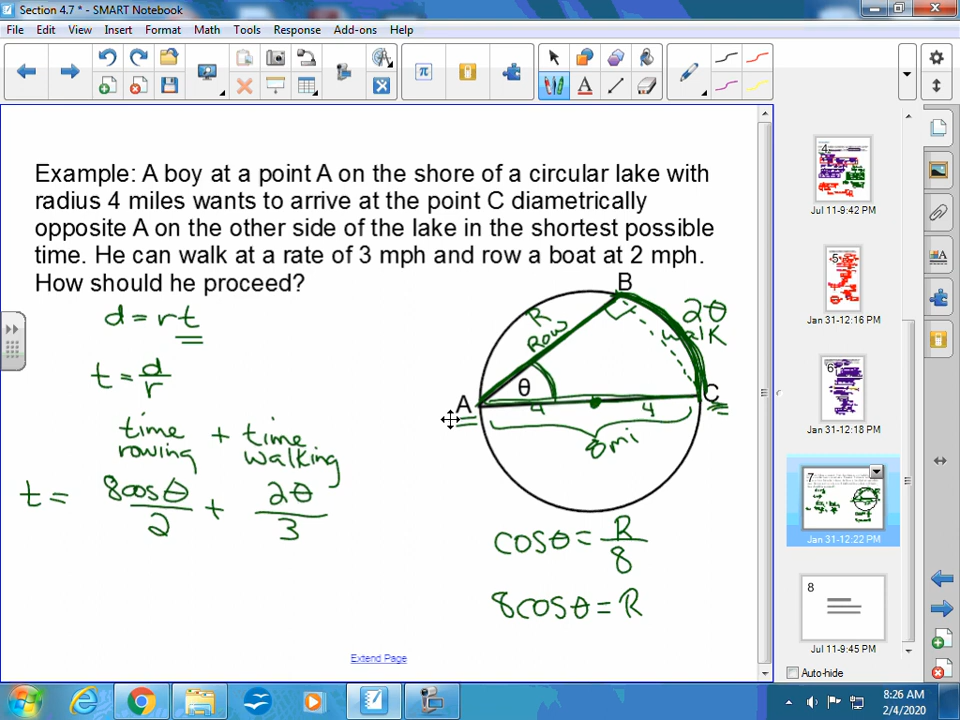 Section 4.7 * - SMART Notebook
File Edit View Insert Format Math Tools Response Add-ons Help
Example: A boy at a point A on the shore of a circular lake with
radius 4 miles wants to arrive at the point C diametrically
opposite A on the other side of the lake in the shortest possible
time. He can walk at a rate of 3 mph and row a boat at 2 mph.
How should he proceed?
d = rt
t = d/r
time rowing + time walking
t = 8cosθ/2 + 2θ/3
B
R
Row
2θ
walk
θ
A
C
4
4
8mi
cosθ = R/8
8cosθ = R
Extend Page
4
Jul 11-9:42 PM
5
Jan 31-12:16 PM
6
Jan 31-12:18 PM
7
Jan 31-12:22 PM
8
Jul 11-9:45 PM
Auto-hide
8:26 AM
2/4/2020